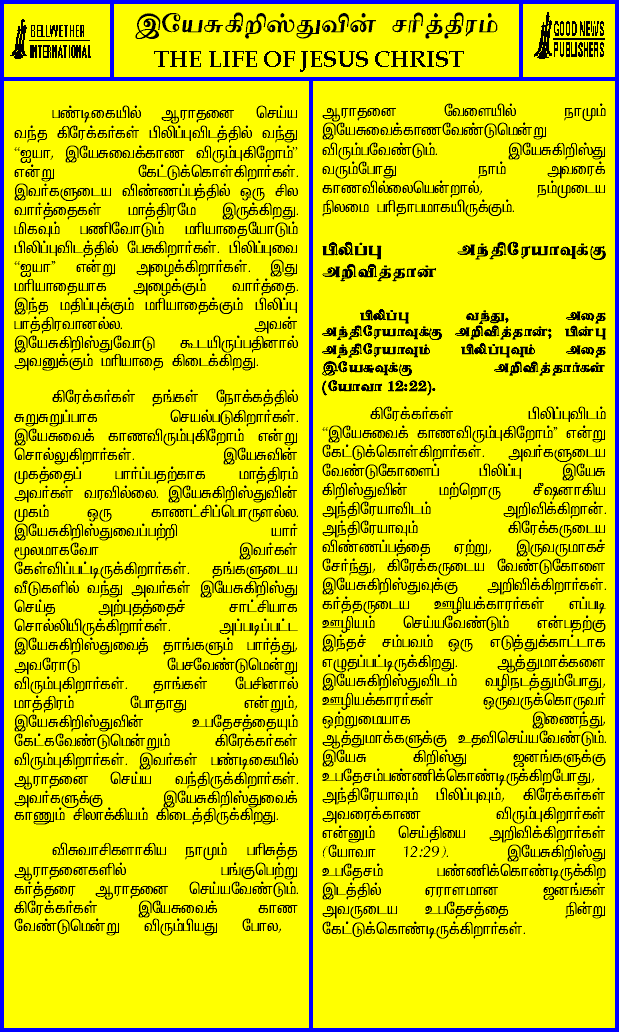 BELLWETHER
INTERNATIONAL
இயேசுகிறிஸ்துவின் சரித்திரம்
THE LIFE OF JESUS CHRIST
GOOD NEWS
PUBLISHERS
பண்டிகையில் ஆராதனை செய்ய
வந்த கிரேக்கர்கள் பிலிப்புவிடத்தில் வந்து
“ஐயா, இயேசுவைக்காண விரும்புகிறோம்”
என்று கேட்டுக்கொள்கிறார்கள்.
இவர்களுடைய விண்ணப்பத்தில் ஒரு சில
வார்த்தைகள் மாத்திரமே இருக்கிறது.
மிகவும் பணிவோடும் மரியாதையோடும்
பிலிப்புவிடத்தில் பேசுகிறார்கள். பிலிப்புவை
“ஐயா” என்று அழைக்கிறார்கள். இது
மரியாதையாக அழைக்கும் வார்த்தை.
இந்த மதிப்புக்கும் மரியாதைக்கும் பிலிப்பு
பாத்திரவானல்ல. அவன்
இயேசுகிறிஸ்துவோடு கூடயிருப்பதினால்
அவனுக்கும் மரியாதை கிடைக்கிறது.
கிரேக்கர்கள் தங்கள் நோக்கத்தில்
சுறுசுறுப்பாக செயல்படுகிறார்கள்.
இயேசுவைக் காணவிரும்புகிறோம் என்று
சொல்லுகிறார்கள். இயேசுவின்
முகத்தைப் பார்ப்பதற்காக மாத்திரம்
அவர்கள் வரவில்லை. இயேசுகிறிஸ்துவின்
முகம் ஒரு காணட்சிப்பொருளல்ல.
இயேசுகிறிஸ்துவைப்பற்றி யார்
மூலமாகவோ இவர்கள்
கேள்விப்பட்டிருக்கிறார்கள். தங்களுடைய
வீடுகளில் வந்து அவர்கள் இயேசுகிறிஸ்து
செய்த அற்புதத்தைச் சாட்சியாக
சொல்லியிருக்கிறார்கள். அப்படிப்பட்ட
இயேசுகிறிஸ்துவைத் தாங்களும் பார்த்து,
அவரோடு பேசவேண்டுமென்று
விரும்புகிறார்கள். தாங்கள் பேசினால்
மாத்திரம் போதாது என்றும்,
இயேசுகிறிஸ்துவின் உபதேசத்தையும்
கேட்கவேண்டுமென்றும் கிரேக்கர்கள்
விரும்புகிறார்கள். இவர்கள் பண்டிகையில்
ஆராதனை செய்ய வந்திருக்கிறார்கள்.
அவர்களுக்கு இயேசுகிறிஸ்துவைக்
காணும் சிலாக்கியம் கிடைத்திருக்கிறது.
விசுவாசிகளாகிய நாமும் பரிசுத்த
ஆராதனைகளில் பங்குபெற்று
கர்த்தரை ஆராதனை செய்யவேண்டும்.
கிரேக்கர்கள் இயேசுவைக் காண
வேண்டுமென்று விரும்பியது போல,
ஆராதனை வேளையில் நாமும்
இயேசுவைக்காணவேண்டுமென்று
விரும்பவேண்டும். இயேசுகிறிஸ்து
வரும்போது நாம் அவரைக்
காணவில்லையென்றால், நம்முடைய
நிலமை பரிதாபமாகயிருக்கும்.
பிலிப்பு அந்திரேயாவுக்கு
அறிவித்தான்
பிலிப்பு வந்து, அதை
அந்திரேயாவுக்கு அறிவித்தான்; பின்பு
அந்திரேயாவும் பிலிப்புவும் அதை
இயேசுவுக்கு அறிவித்தார்கள்
(யோவா 12:22).
கிரேக்கர்கள் பிலிப்புவிடம்
“இயேசுவைக் காணவிரும்புகிறோம்” என்று
கேட்டுக்கொள்கிறார்கள். அவர்களுடைய
வேண்டுகோளைப் பிலிப்பு இயேசு
கிறிஸ்துவின் மற்றொரு சீஷனாகிய
அந்திரேயாவிடம் அறிவிக்கிறான்.
அந்திரேயாவும் கிரேக்கருடைய
விண்ணப்பத்தை ஏற்று, இருவருமாகச்
சேர்ந்து, கிரேக்கருடைய வேண்டுகோளை
இயேசுகிறிஸ்துவுக்கு அறிவிக்கிறார்கள்.
கர்த்தருடைய ஊழியக்காரர்கள் எப்படி
ஊழியம் செய்யவேண்டும் என்பதற்கு
இந்தச் சம்பவம் ஒரு எடுத்துக்காட்டாக
எழுதப்பட்டிருக்கிறது. ஆத்துமாக்களை
இயேசுகிறிஸ்துவிடம் வழிநடத்தும்போது,
ஊழியக்காரர்கள் ஒருவருக்கொருவர்
ஒற்றுமையாக இணைந்து,
ஆத்துமாக்களுக்கு உதவிசெய்யவேண்டும்.
இயேசு கிறிஸ்து ஜனங்களுக்கு
உபதேசம்பண்ணிக்கொண்டிருக்கிறபோது,
அந்திரேயாவும் பிலிப்புவும், கிரேக்கர்கள்
அவரைக்காண விரும்புகிறார்கள்
என்னும் செய்தியை அறிவிக்கிறார்கள்
(யோவா 12:29). இயேசுகிறிஸ்து
உபதேசம் பண்ணிக்கொண்டிருக்கிற
இடத்தில் ஏராளமான ஜனங்கள்
அவருடைய உபதேசத்தை நின்று
கேட்டுக்கொண்டிருக்கிறார்கள்.